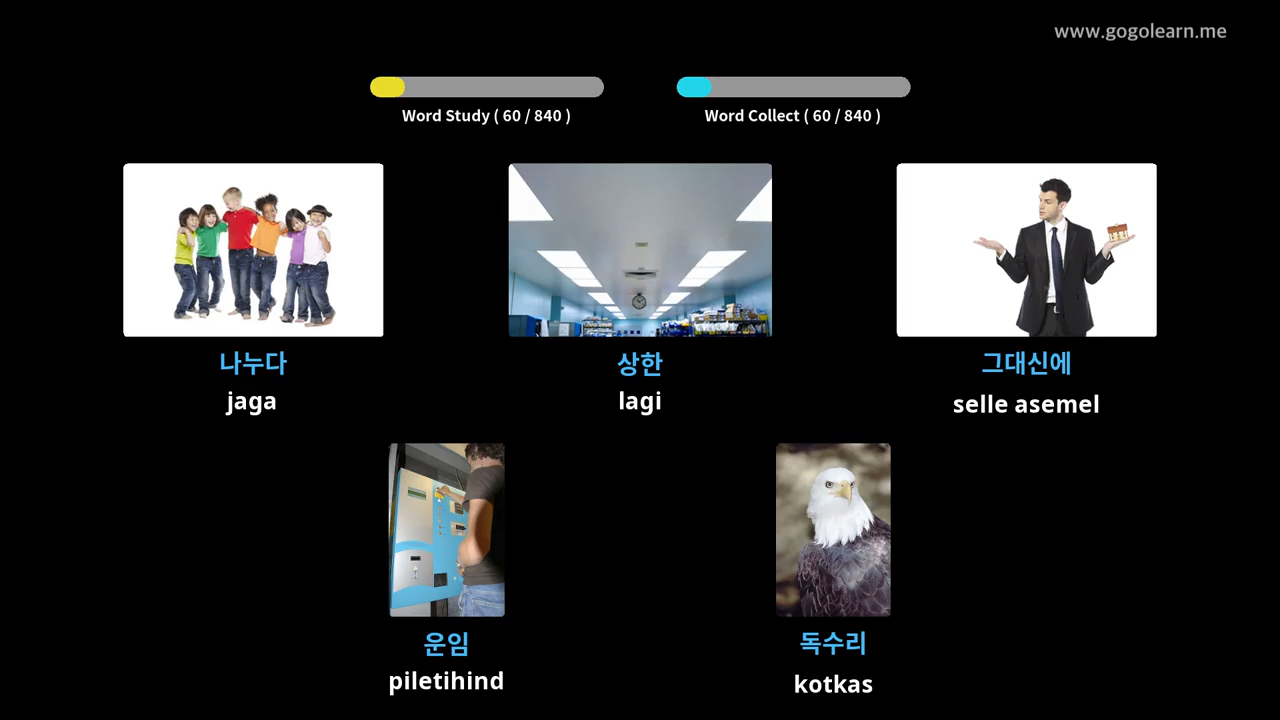 www.gogolearn.me
Word Study ( 60 / 840 )
Word Collect ( 60 / 840 )
나누다
jaga
상한
lagi
그대신에
selle asemel
운임
piletihind
독수리
kotkas